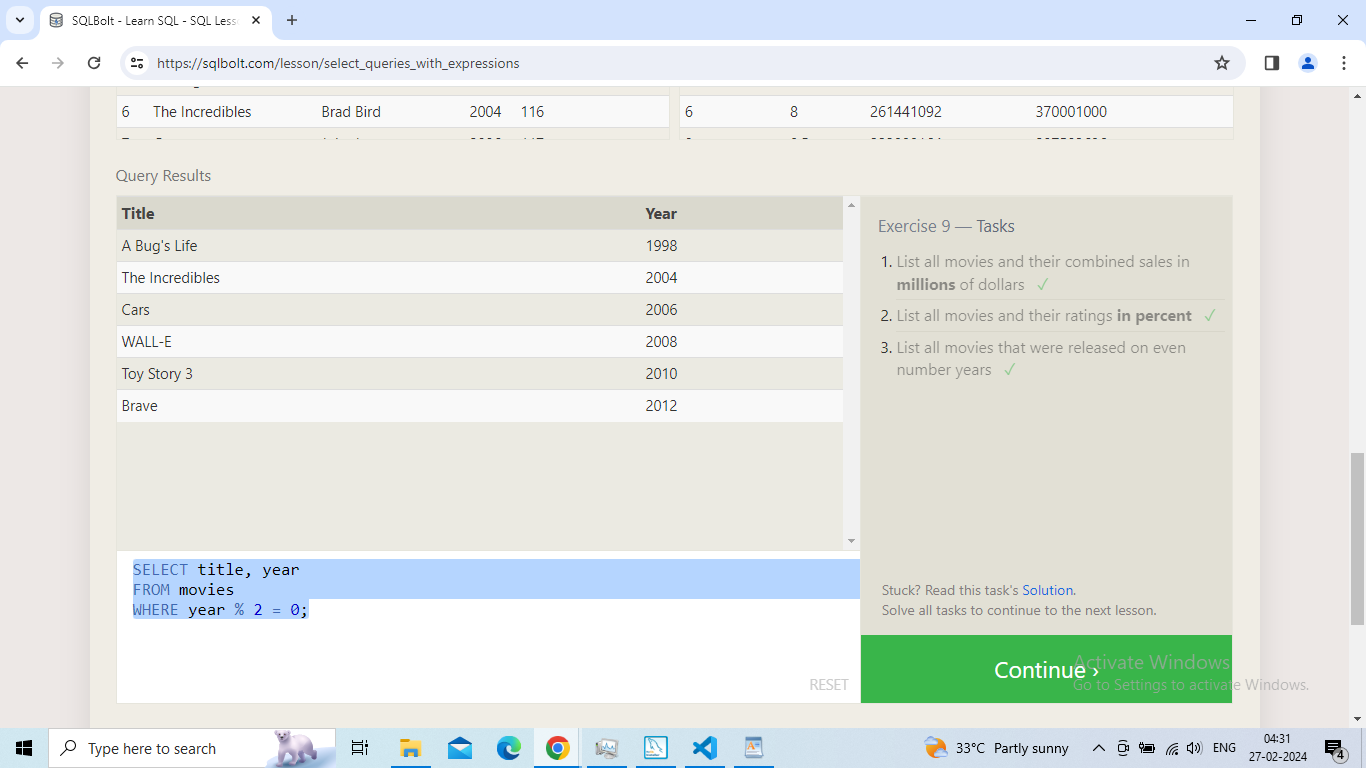 SQLBolt - Learn SQL - SQL Less
https://sqlbolt.com/lesson/select_queries_with_expressions
6 The Incredibles Brad Bird 2004 116
6 8 261441092 370001000
Query Results
Title Year
A Bug's Life 1998
The Incredibles 2004
Cars 2006
WALL-E 2008
Toy Story 3 2010
Brave 2012
Exercise 9 — Tasks
1. List all movies and their combined sales in
millions of dollars ✓
2. List all movies and their ratings in percent ✓
3. List all movies that were released on even
number years ✓
Stuck? Read this task's Solution.
Solve all tasks to continue to the next lesson.
SELECT title, year
FROM movies
WHERE year % 2 = 0;
RESET
Continue ›
Activate Windows
Go to Settings to activate Windows.
Type here to search
33°C Partly sunny
ENG
04:31
27-02-2024
4